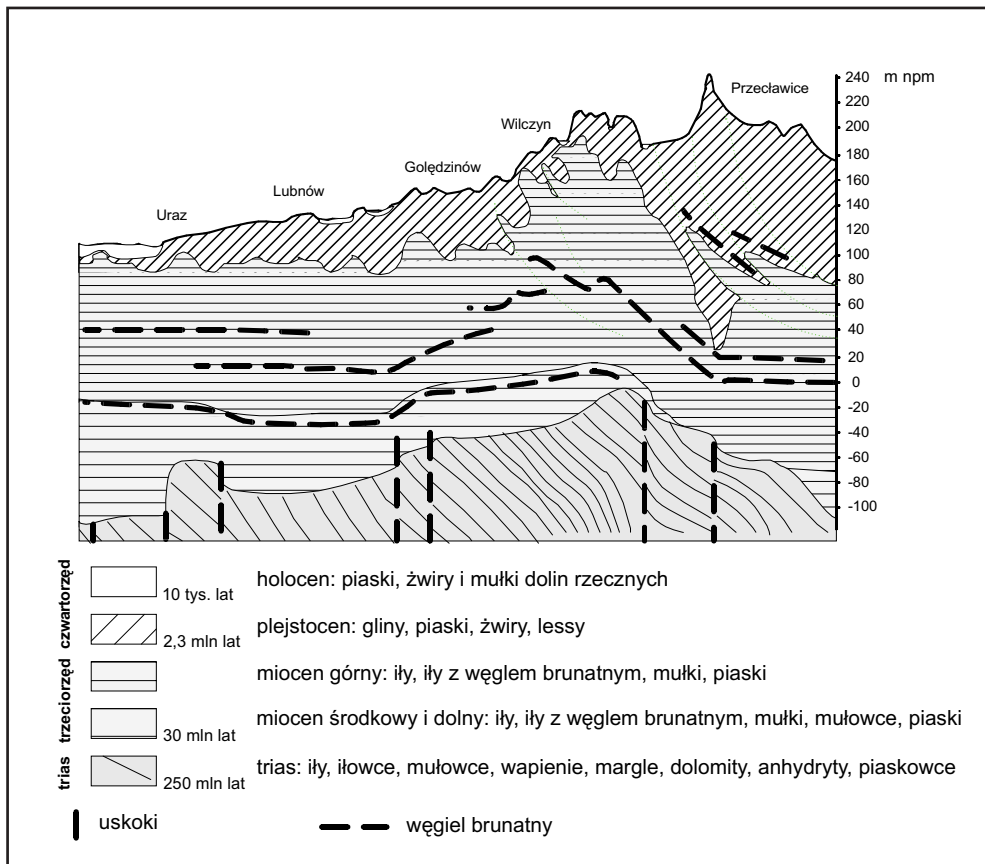 240 m npm
Przecławice
220
Wilczyn
200
180
Golędzinów
160
Lubnów
140
Uraz
120
100
80
60
40
20
0
-20
-40
-60
-80
-100
czwartorzęd
trzeciorzęd
trias
10 tys. lat
holocen: piaski, żwiry i mułki dolin rzecznych
2,3 mln lat
plejstocen: gliny, piaski, żwiry, lessy
miocen górny: iły, iły z węglem brunatnym, mułki, piaski
30 mln lat
miocen środkowy i dolny: iły, iły z węglem brunatnym, mułki, mułowce, piaski
250 mln lat
trias: iły, iłowce, mułowce, wapienie, margle, dolomity, anhydryty, piaskowce
uskoki
węgiel brunatny